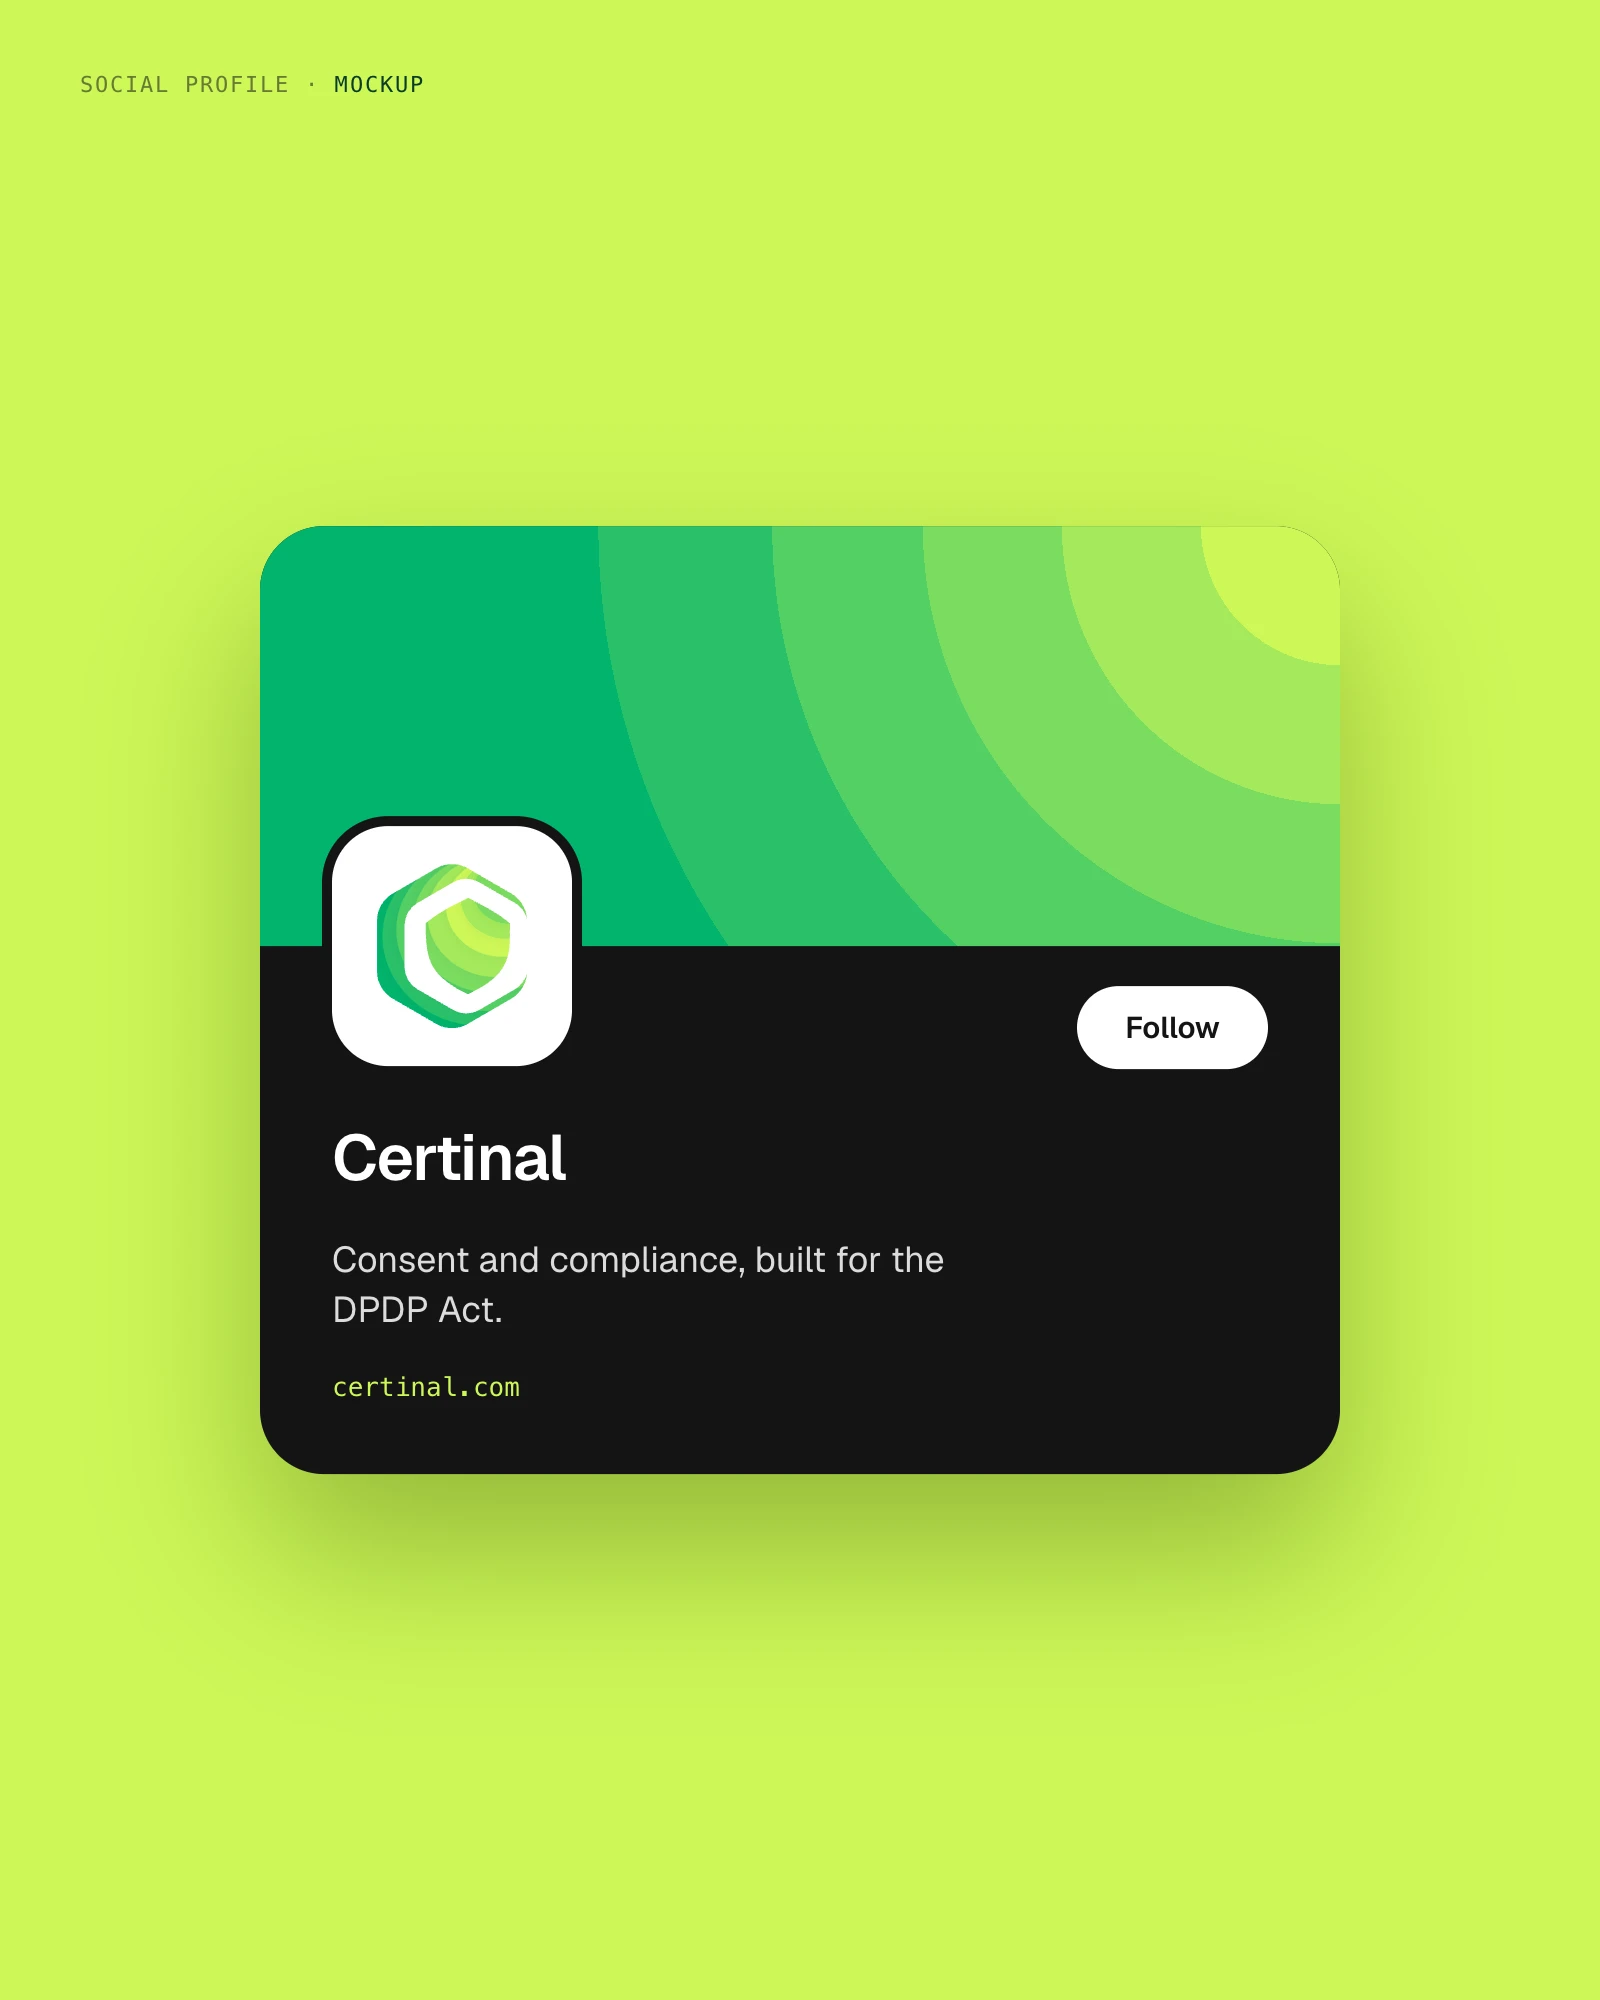 SOCIAL PROFILE · MOCKUP
Follow
Certinal
Consent and compliance, built for the
DPDP Act.
certinal.com